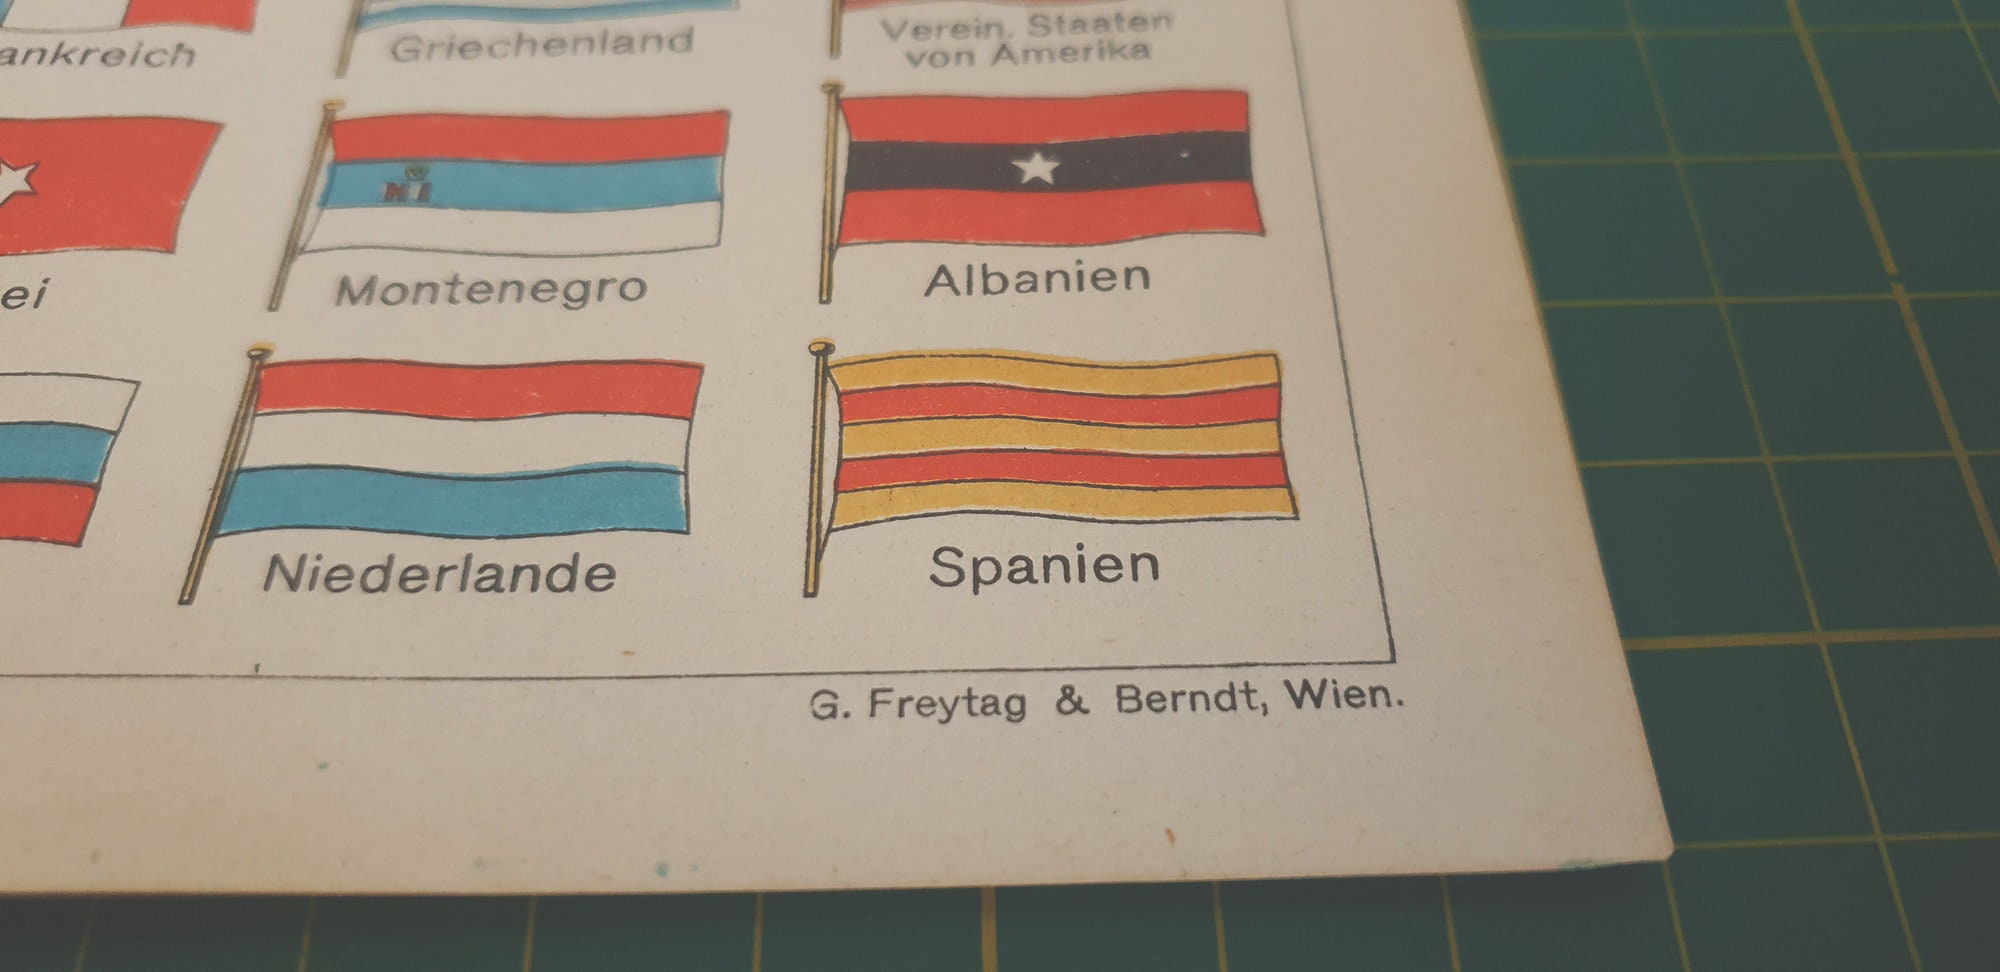 ankreich
Griechenland
Verein. Staaten
von Amerika
ei
Montenegro
Albanien
Niederlande
Spanien
G. Freytag & Berndt, Wien.